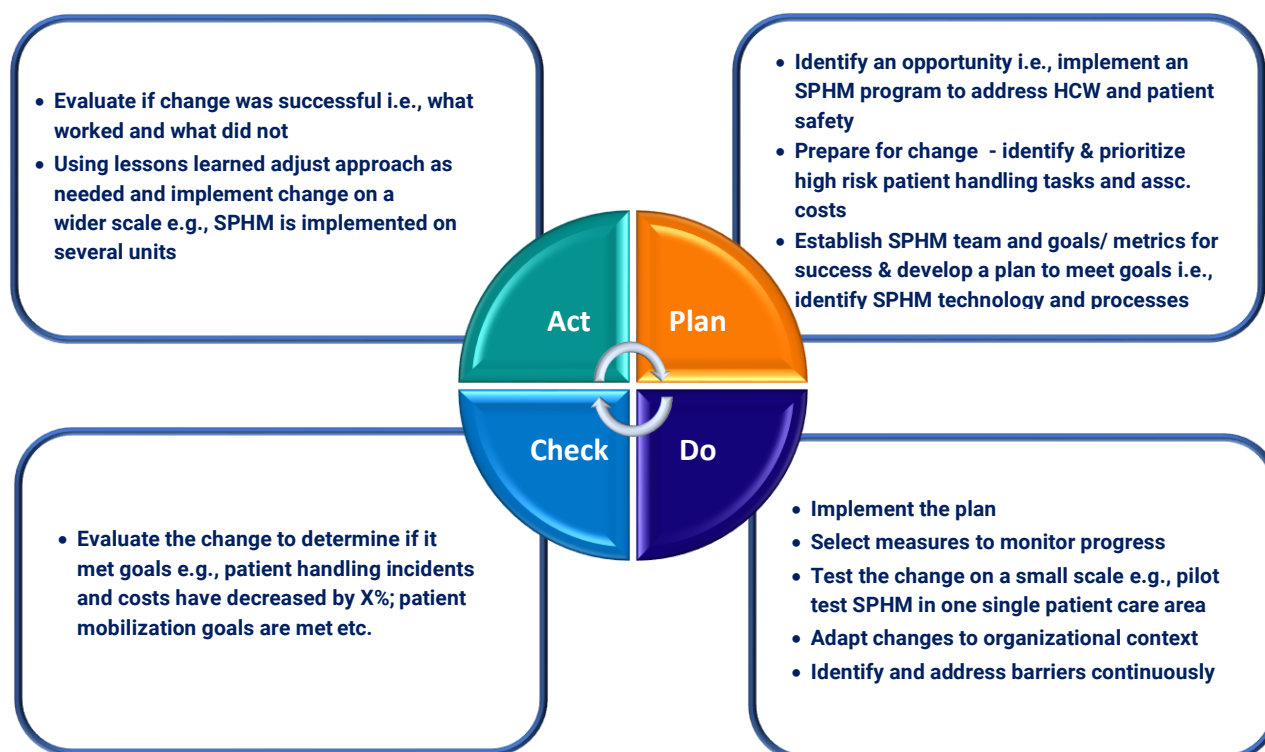 • Evaluate if change was successful i.e., what
worked and what did not
• Using lessons learned adjust approach as
needed and implement change on a
wider scale e.g., SPHM is implemented on
several units
• Identify an opportunity i.e., implement an
SPHM program to address HCW and patient
safety
• Prepare for change - identify & prioritize
high risk patient handling tasks and assc.
costs
• Establish SPHM team and goals/ metrics for
success & develop a plan to meet goals i.e.,
identify SPHM technology and processes
Act
Plan
Check
Do
• Evaluate the change to determine if it
met goals e.g., patient handling incidents
and costs have decreased by X%; patient
mobilization goals are met etc.
• Implement the plan
• Select measures to monitor progress
• Test the change on a small scale e.g., pilot
test SPHM in one single patient care area
• Adapt changes to organizational context
• Identify and address barriers continuously